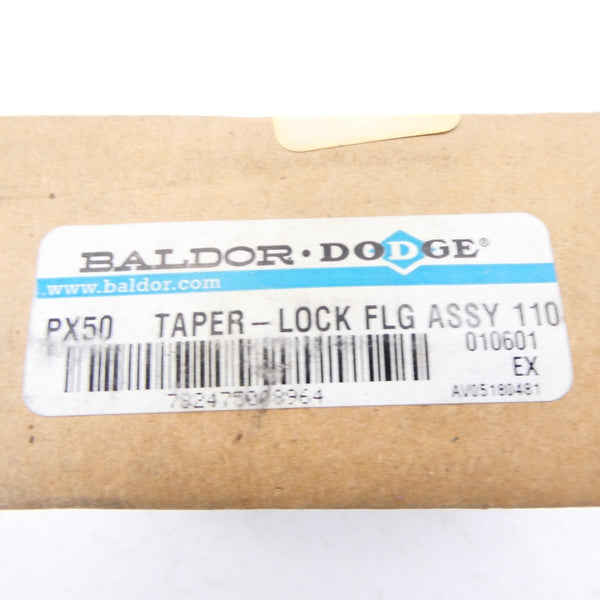 BALDOR · DODGE®
www.baldor.com
PX50 TAPER-LOCK FLG ASSY 110
010601
EX
782475008964
AV05180481